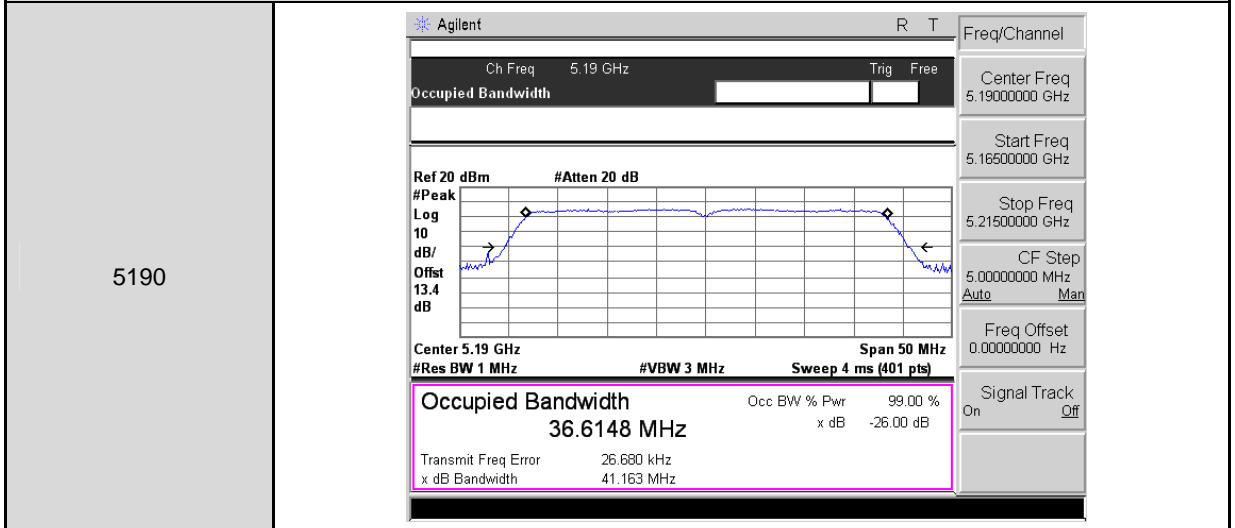 5190
Agilent R T
Ch Freq 5.19 GHz Trig Free
Occupied Bandwidth
Ref 20 dBm #Atten 20 dB
#Peak
Log
10
dB/
Offst
13.4
dB
Center 5.19 GHz Span 50 MHz
#Res BW 1 MHz #VBW 3 MHz Sweep 4 ms (401 pts)
Occupied Bandwidth Occ BW % Pwr 99.00 %
36.6148 MHz x dB -26.00 dB
Transmit Freq Error 26.680 kHz
x dB Bandwidth 41.163 MHz
Freq/Channel
Center Freq
5.19000000 GHz
Start Freq
5.16500000 GHz
Stop Freq
5.21500000 GHz
CF Step
5.00000000 MHz
Auto Man
Freq Offset
0.00000000 Hz
Signal Track
On Off